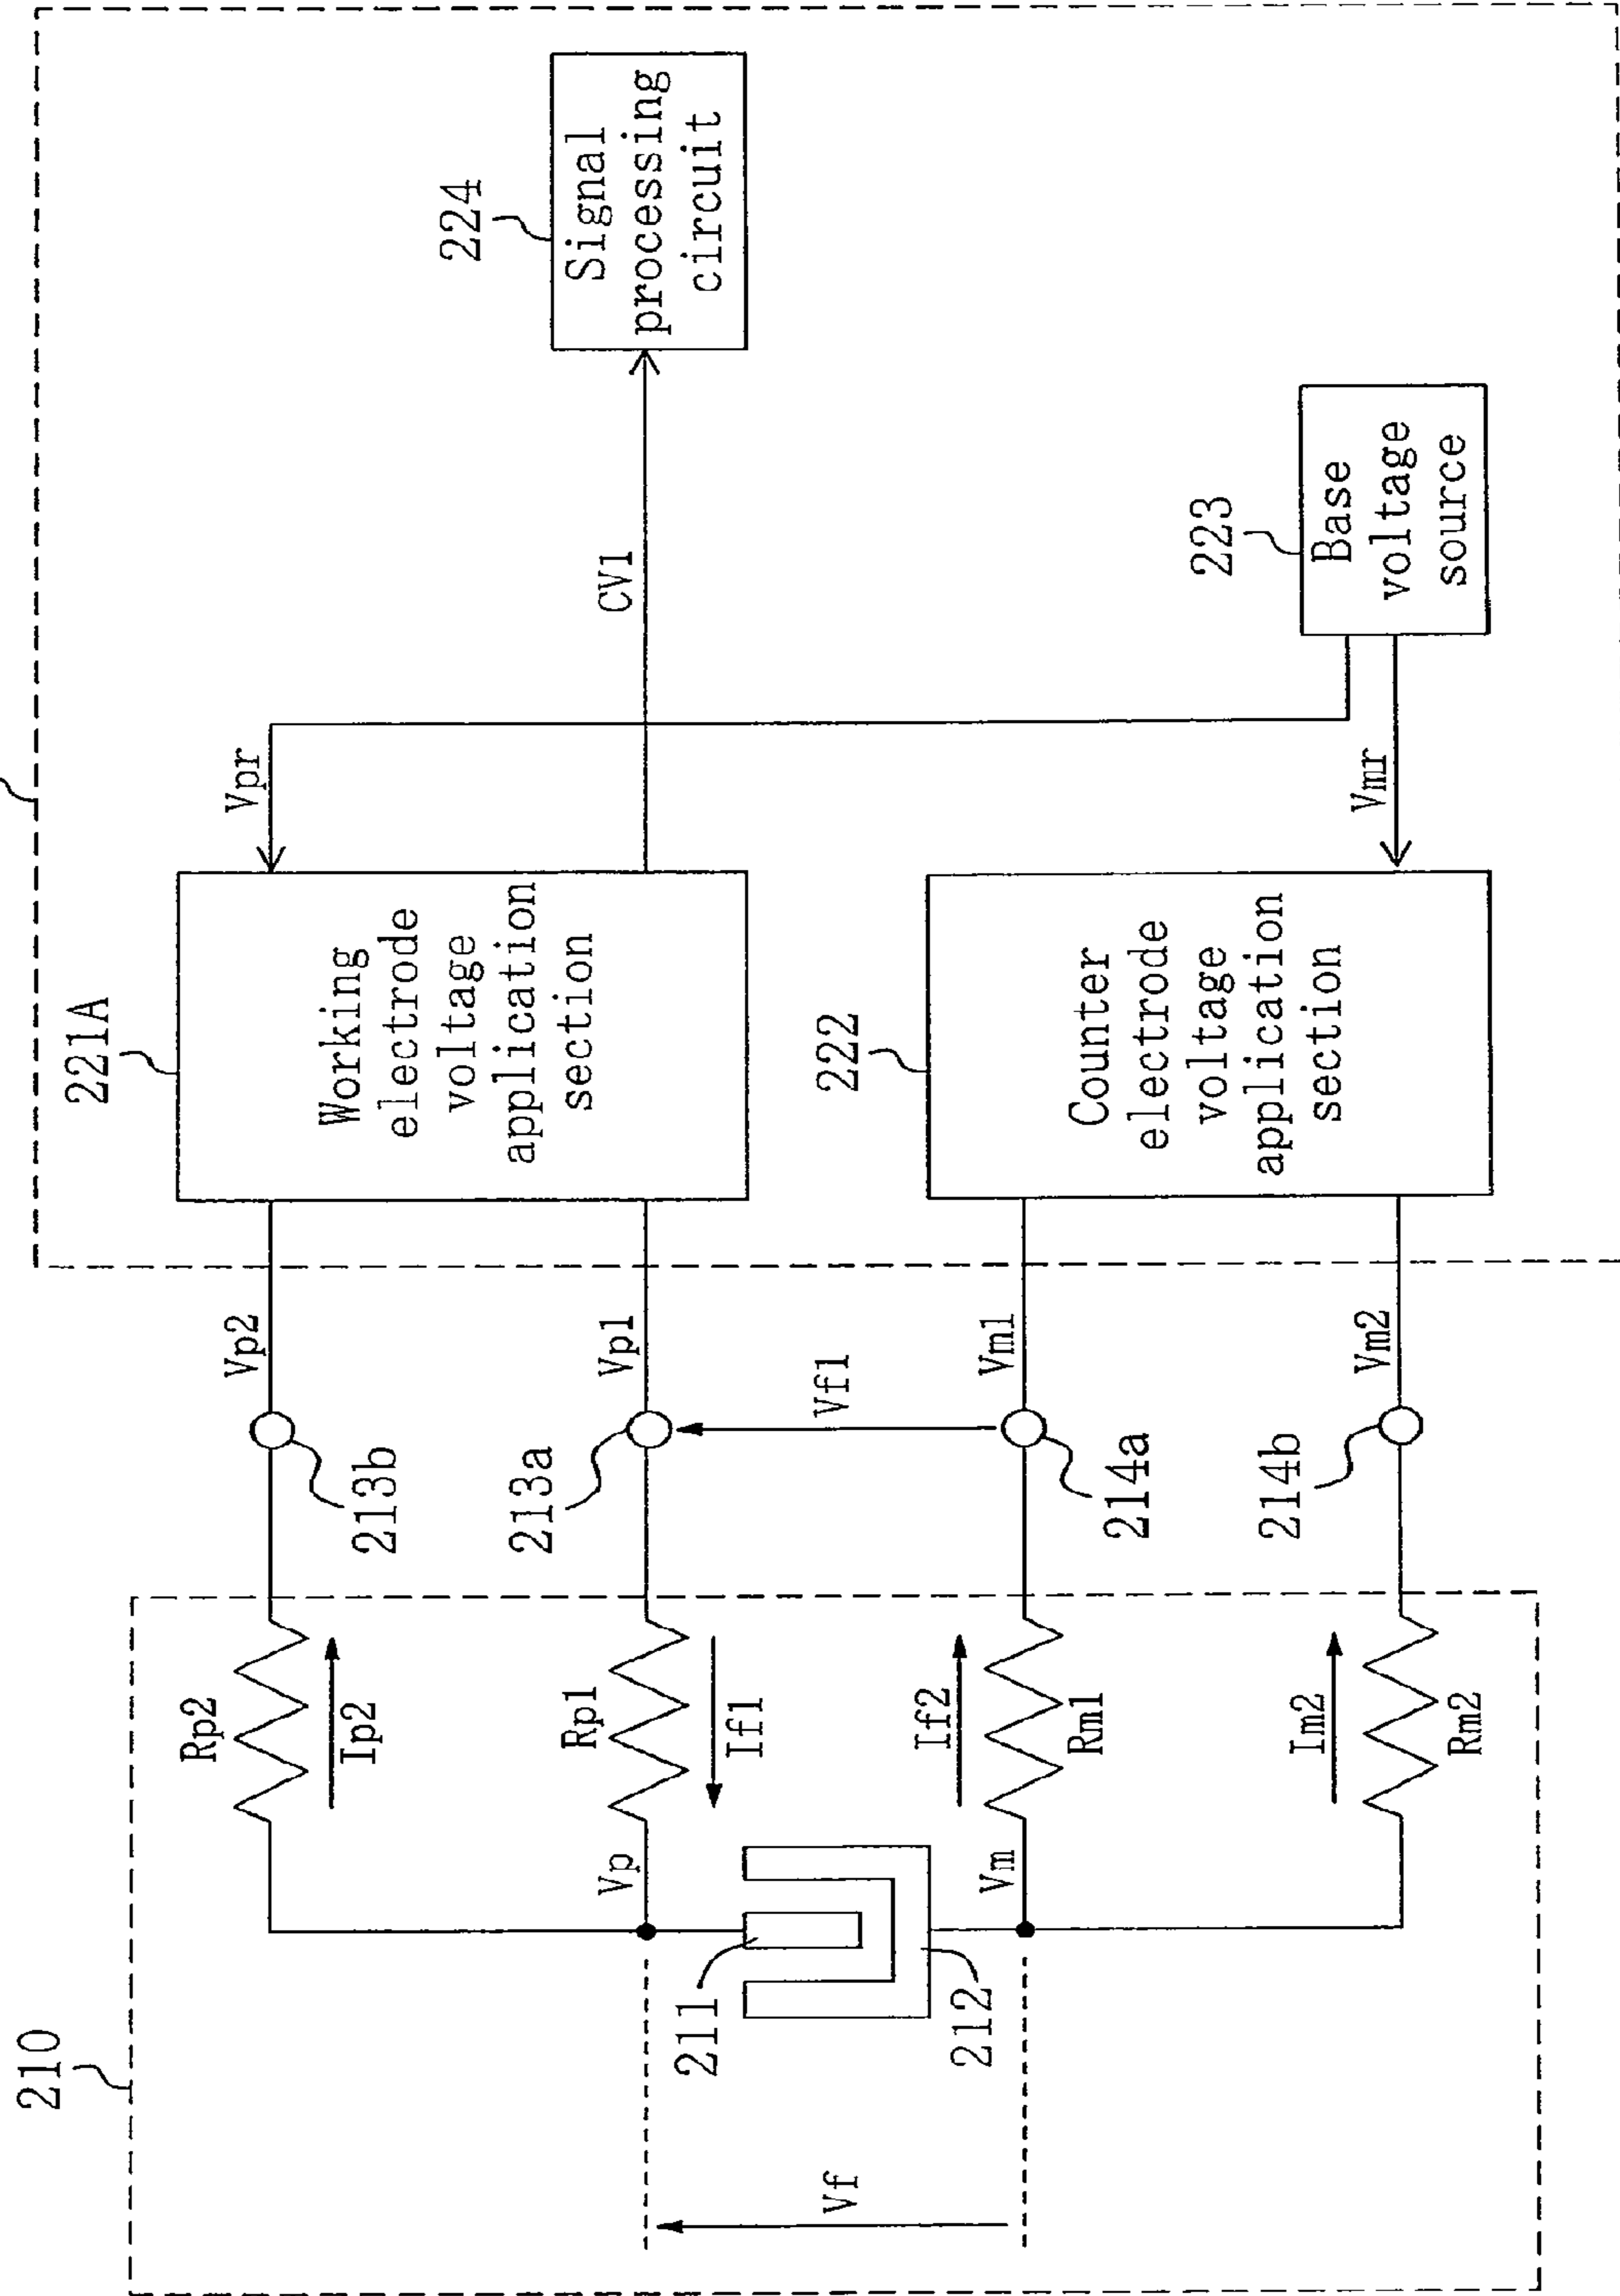 210
Vf
211
212
Vp
Vm
Rp2
Ip2
Rp1
If1
If2
Rm1
Im2
Rm2
213b
213a
214a
214b
Vp2
Vp1
Vf1
Vm1
Vm2
221A
Working
electrode
voltage
application
section
222
Counter
electrode
voltage
application
section
Vpr
CV1
Vmr
223
Base
voltage
source
224
Signal
processing
circuit